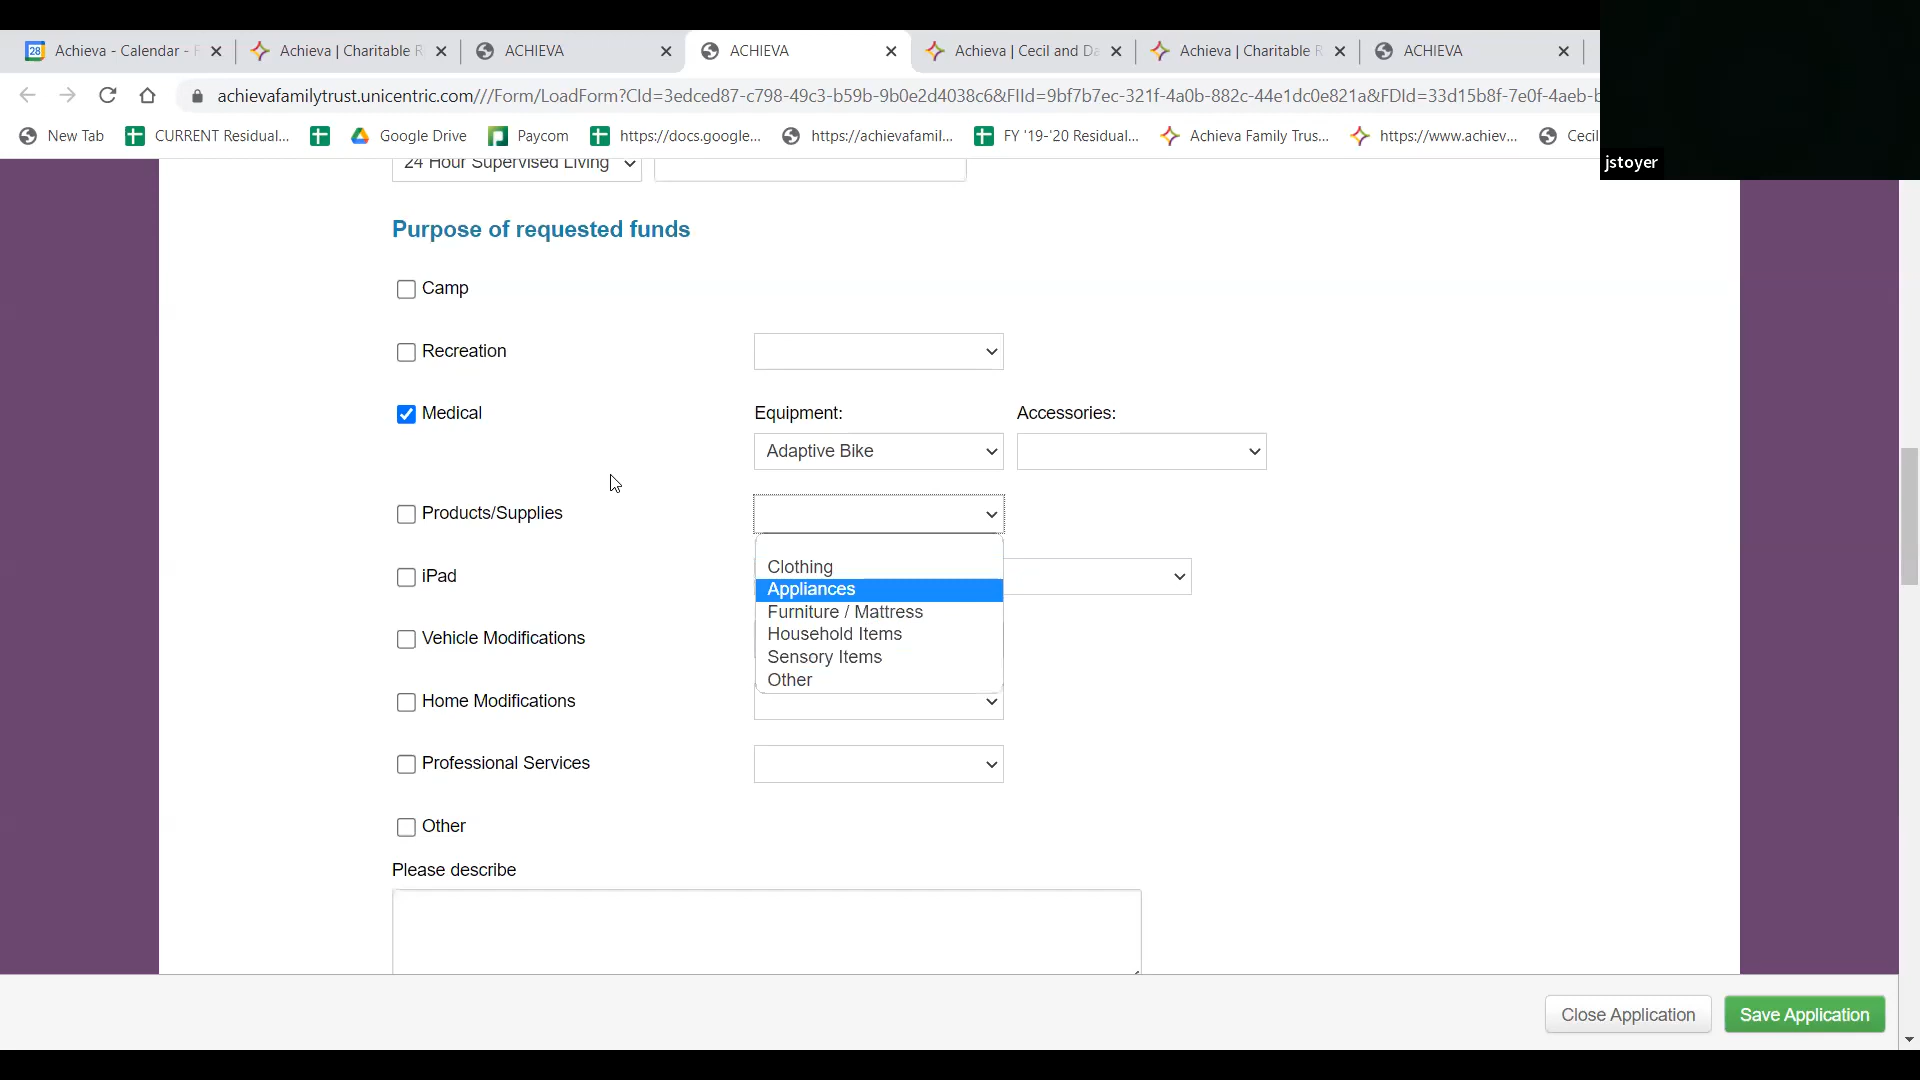 28 Achieva - Calendar - F
Achieva | Charitable R
ACHIEVA
ACHIEVA
Achieva | Cecil and Da
Achieva | Charitable R
ACHIEVA
achievafamilytrust.unicentric.com///Form/LoadForm?CId=3edced87-c798-49c3-b59b-9b0e2d4038c6&FIId=9bf7b7ec-321f-4a0b-882c-44e1dc0e821a&FDId=33d15b8f-7e0f-4aeb-b
New Tab
CURRENT Residual...
Google Drive
Paycom
https://docs.google...
https://achievafamil...
FY '19-'20 Residual...
Achieva Family Trus...
https://www.achiev...
Cecil
jstoyer
24 Hour Supervised Living
Purpose of requested funds
Camp
Recreation
Medical
Equipment:
Accessories:
Adaptive Bike
Products/Supplies
Clothing
Appliances
Furniture / Mattress
Household Items
Sensory Items
Other
iPad
Vehicle Modifications
Home Modifications
Professional Services
Other
Please describe
Close Application
Save Application